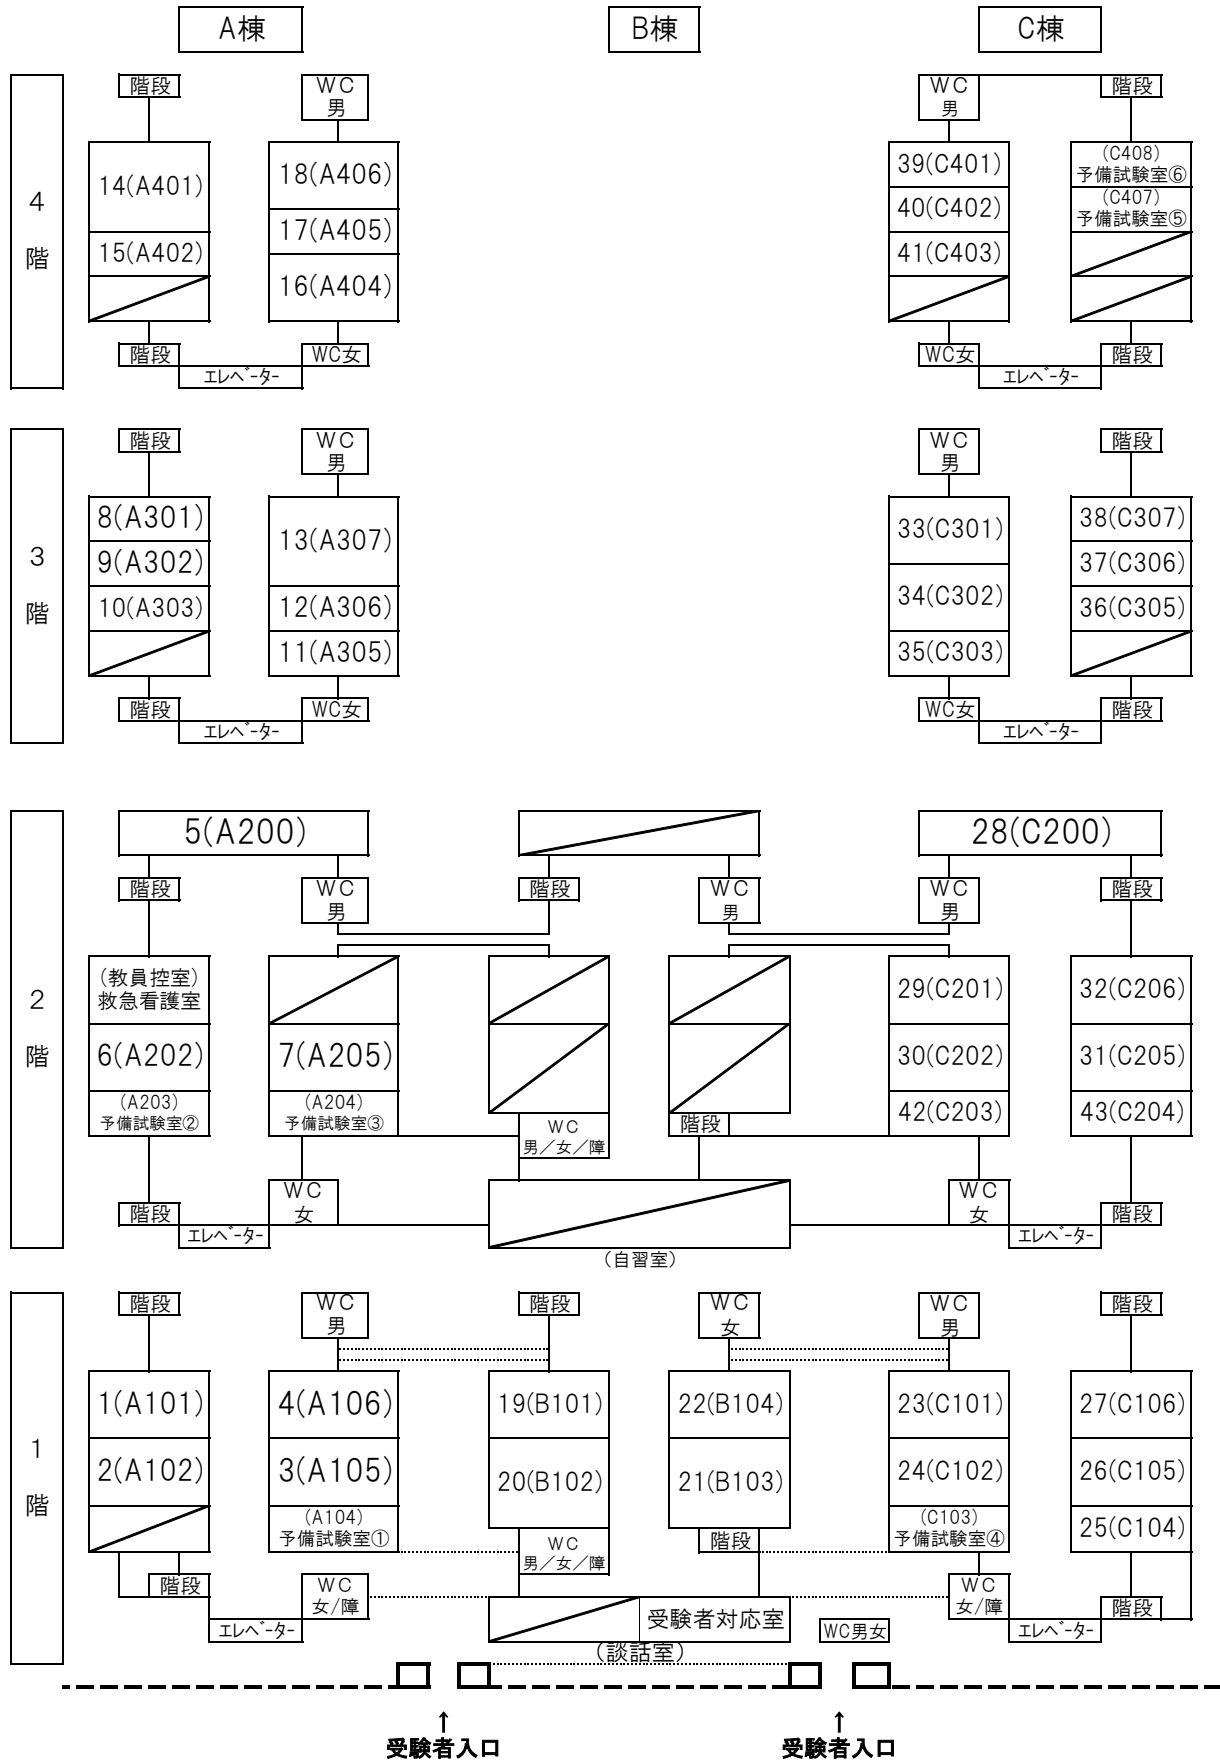 A棟
B棟
C棟
4
階
階段
WC
男
14(A401)
15(A402)
18(A406)
17(A405)
16(A404)
階段
エレベーター
WC女
WC
男
階段
39(C401)
40(C402)
41(C403)
(C408)
予備試験室⑥
(C407)
予備試験室⑤
WC女
エレベーター
階段
3
階
階段
WC
男
8(A301)
9(A302)
10(A303)
13(A307)
12(A306)
11(A305)
階段
エレベーター
WC女
WC
男
階段
33(C301)
34(C302)
35(C303)
38(C307)
37(C306)
36(C305)
WC女
エレベーター
階段
2
階
5(A200)
28(C200)
階段
WC
男
階段
WC
男
WC
男
階段
(教員控室)
救急看護室
6(A202)
(A203)
予備試験室②
7(A205)
(A204)
予備試験室③
WC
男/女/障
階段
29(C201)
30(C202)
42(C203)
32(C206)
31(C205)
43(C204)
階段
エレベーター
WC
女
(自習室)
WC
女
エレベーター
階段
1
階
階段
WC
男
階段
WC
女
WC
男
階段
1(A101)
2(A102)
4(A106)
3(A105)
(A104)
予備試験室①
19(B101)
20(B102)
WC
男/女/障
22(B104)
21(B103)
階段
23(C101)
24(C102)
(C103)
予備試験室④
27(C106)
26(C105)
25(C104)
階段
エレベーター
WC
女/障
受験者対応室
(談話室)
WC男女
WC
女/障
エレベーター
階段
↑
受験者入口
↑
受験者入口